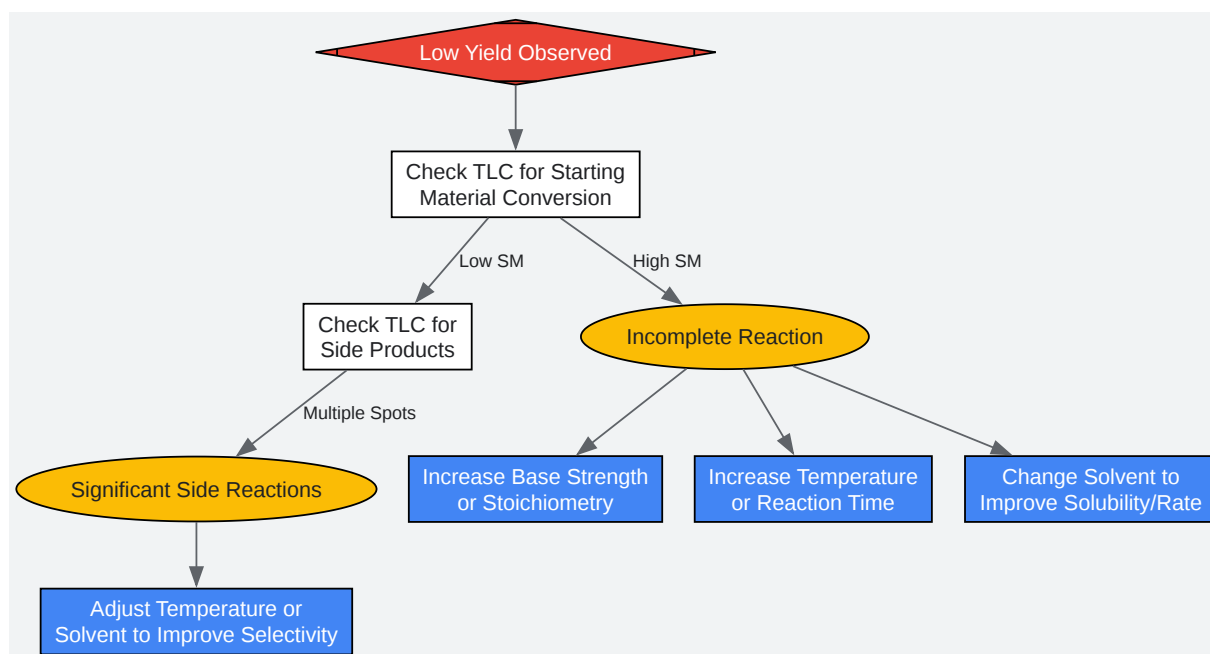 Low Yield Observed
Check TLC for Starting
Material Conversion
Low SM
High SM
Check TLC for
Side Products
Incomplete Reaction
Multiple Spots
Significant Side Reactions
Increase Base Strength
or Stoichiometry
Increase Temperature
or Reaction Time
Change Solvent to
Improve Solubility/Rate
Adjust Temperature or
Solvent to Improve Selectivity